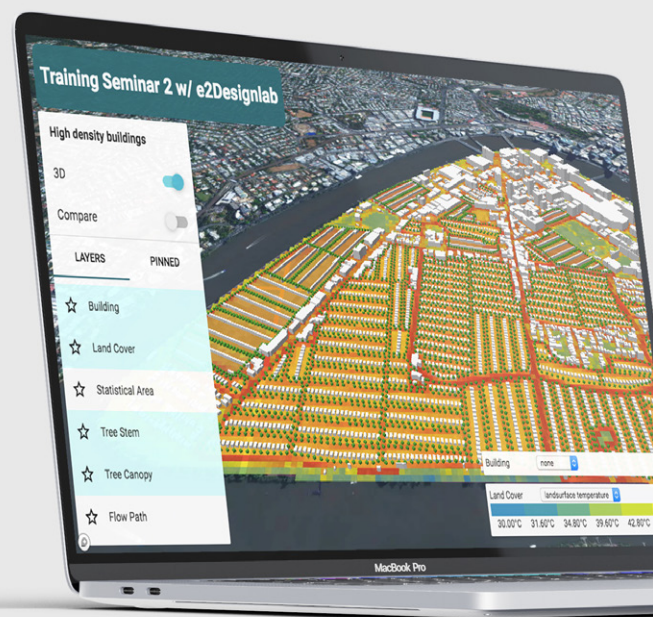 Training Seminar 2 w/ e2Designlab
High density buildings
3D
Compare
LAYERS PINNED
Building
Land Cover
Statistical Area
Tree Stem
Tree Canopy
Flow Path
Building none
Land Cover landsurface temperature
30.00°C 31.60°C 34.80°C 39.60°C 42.80°C
MacBook Pro